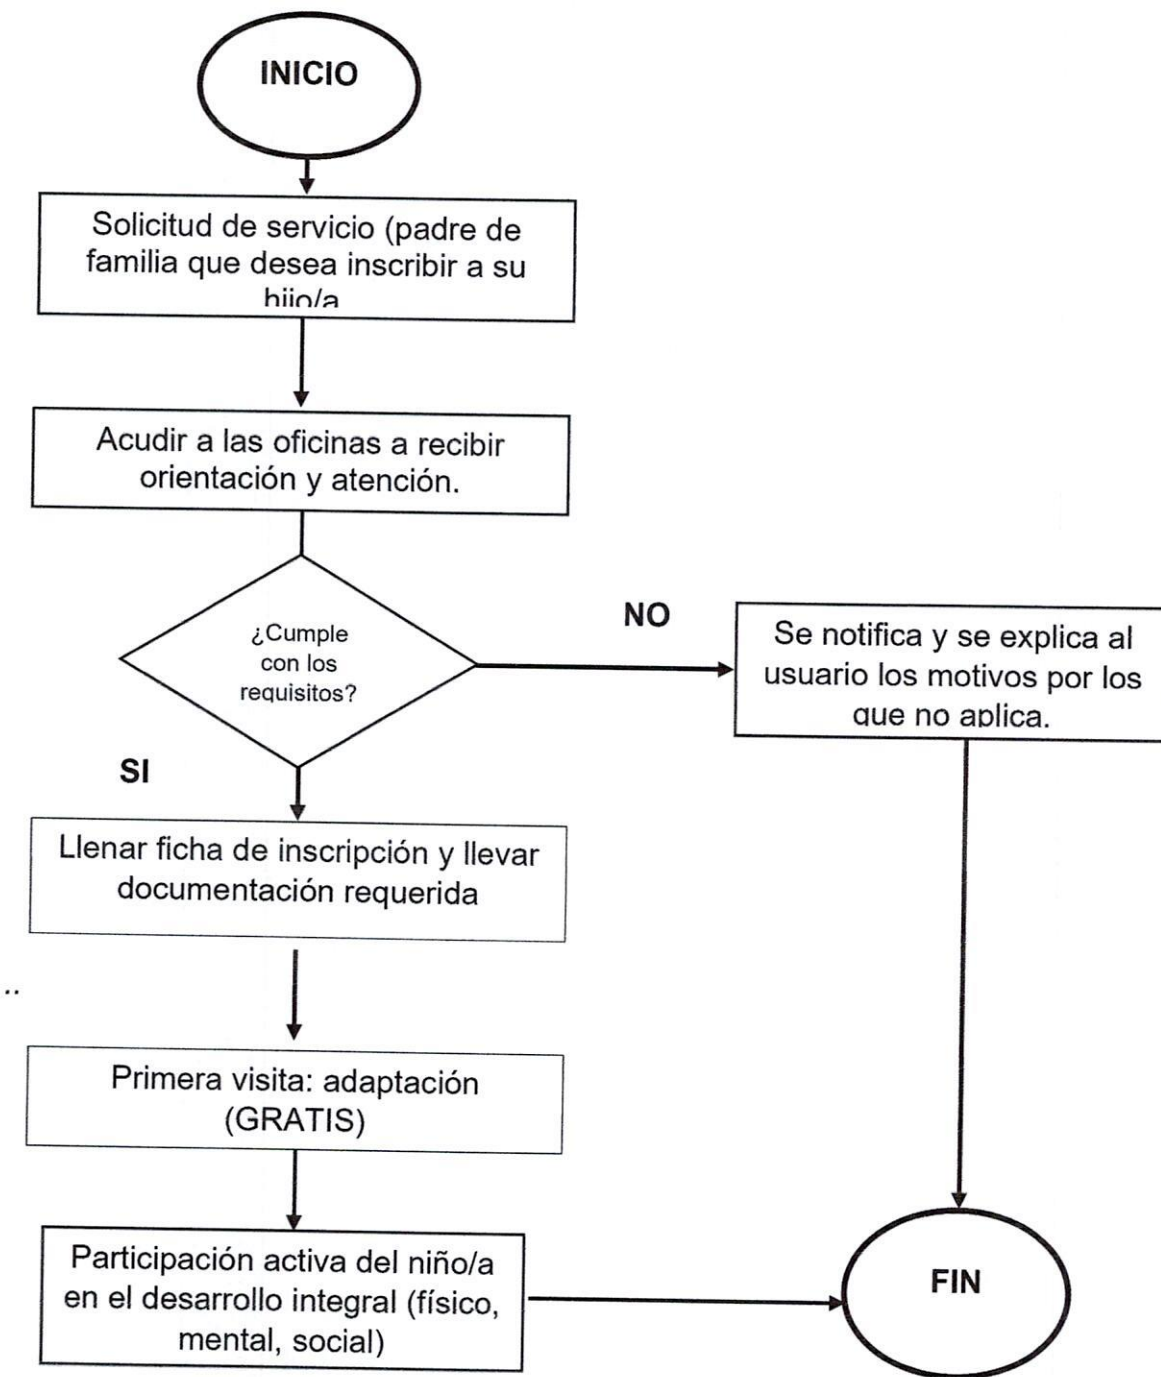 INICIO
Solicitud de servicio (padre de
familia que desea inscribir a su
hijo/a
Acudir a las oficinas a recibir
orientación y atención.
¿Cumple
con los
requisitos?
NO
Se notifica y se explica al
usuario los motivos por los
que no aplica.
SI
Llenar ficha de inscripción y llevar
documentación requerida
..
Primera visita: adaptación
(GRATIS)
Participación activa del niño/a
en el desarrollo integral (físico,
mental, social)
FIN